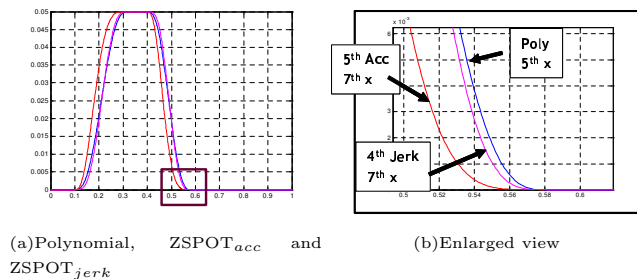 0.05
0.045
0.04
0.035
0.03
0.025
0.02
0.015
0.01
0.005
0
0 0.1 0.2 0.3 0.4 0.5 0.6 0.7 0.8 0.9 1
(a)Polynomial, ZSPOTacc and
ZSPOTjerk
x 10⁻³
6
5th Acc
7th x
Poly
5th x
4th Jerk
7th x
0.5 0.52 0.54 0.56 0.58 0.6
(b)Enlarged view